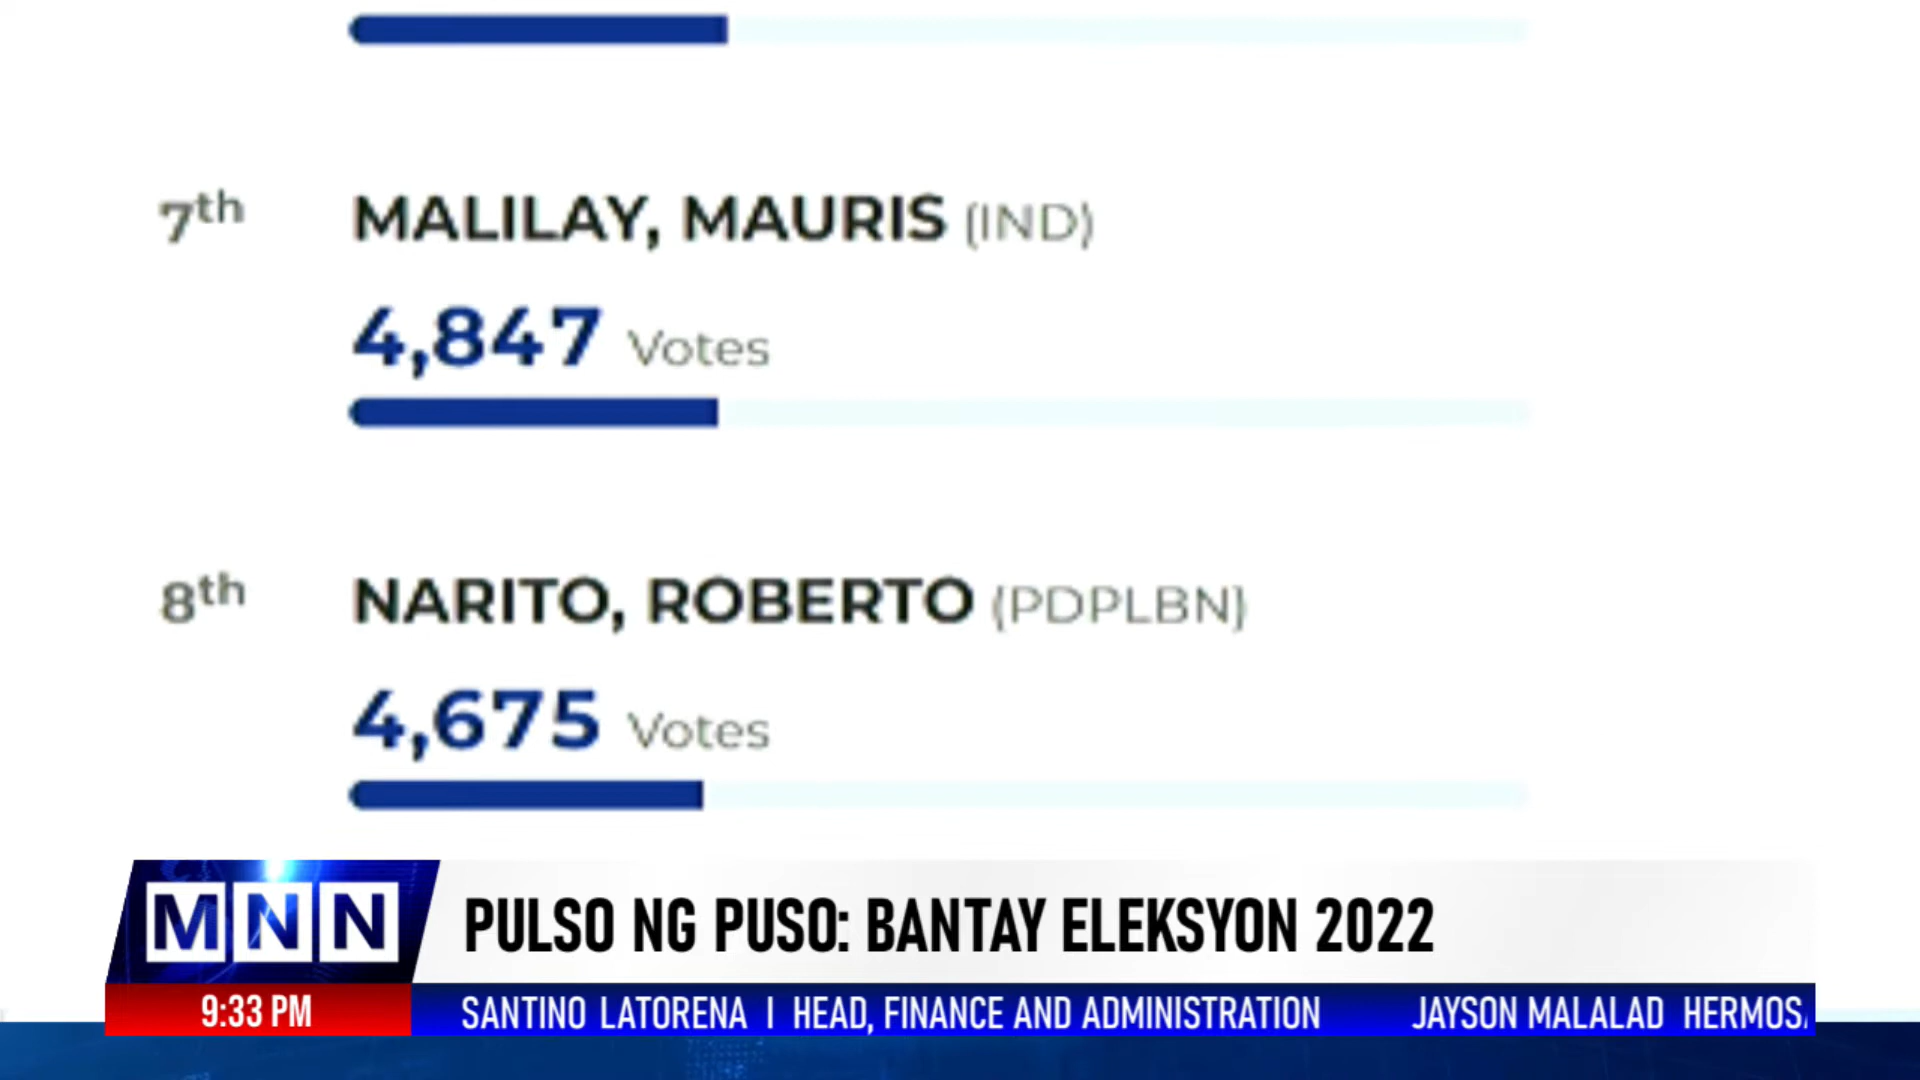 7th MALILAY, MAURIS (IND)
4,847 Votes
8th NARITO, ROBERTO (PDPLBN)
4,675 Votes
MNN PULSO NG PUSO: BANTAY ELEKSYON 2022
9:33 PM SANTINO LATORENA | HEAD, FINANCE AND ADMINISTRATION JAYSON MALALAD